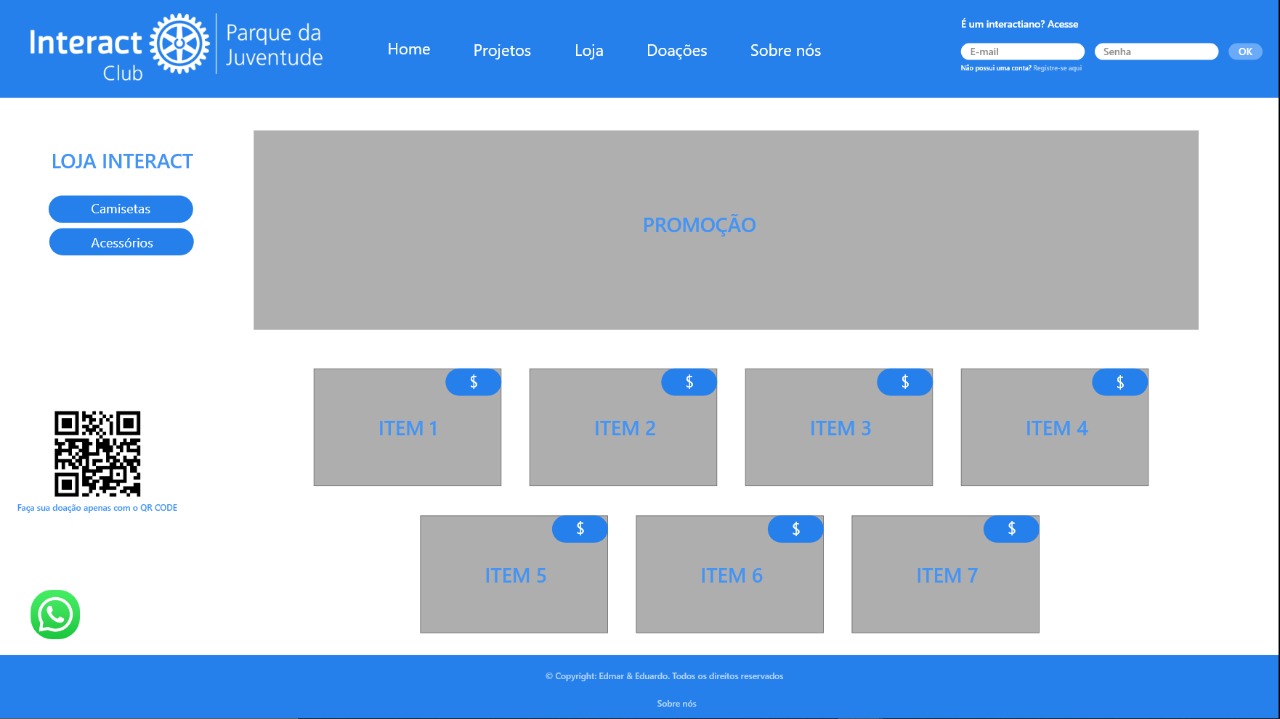 Interact
Club
Parque da
Juventude
Home
Projetos
Loja
Doações
Sobre nós
É um interactiano? Acesse
E-mail
Senha
OK
Não possui uma conta? Registre-se aqui
LOJA INTERACT
Camisetas
Acessórios
PROMOÇÃO
$
ITEM 1
$
ITEM 2
$
ITEM 3
$
ITEM 4
Faça sua doação apenas com o QR CODE
$
ITEM 5
$
ITEM 6
$
ITEM 7
© Copyright: Edmar & Eduardo. Todos os direitos reservados
Sobre nós